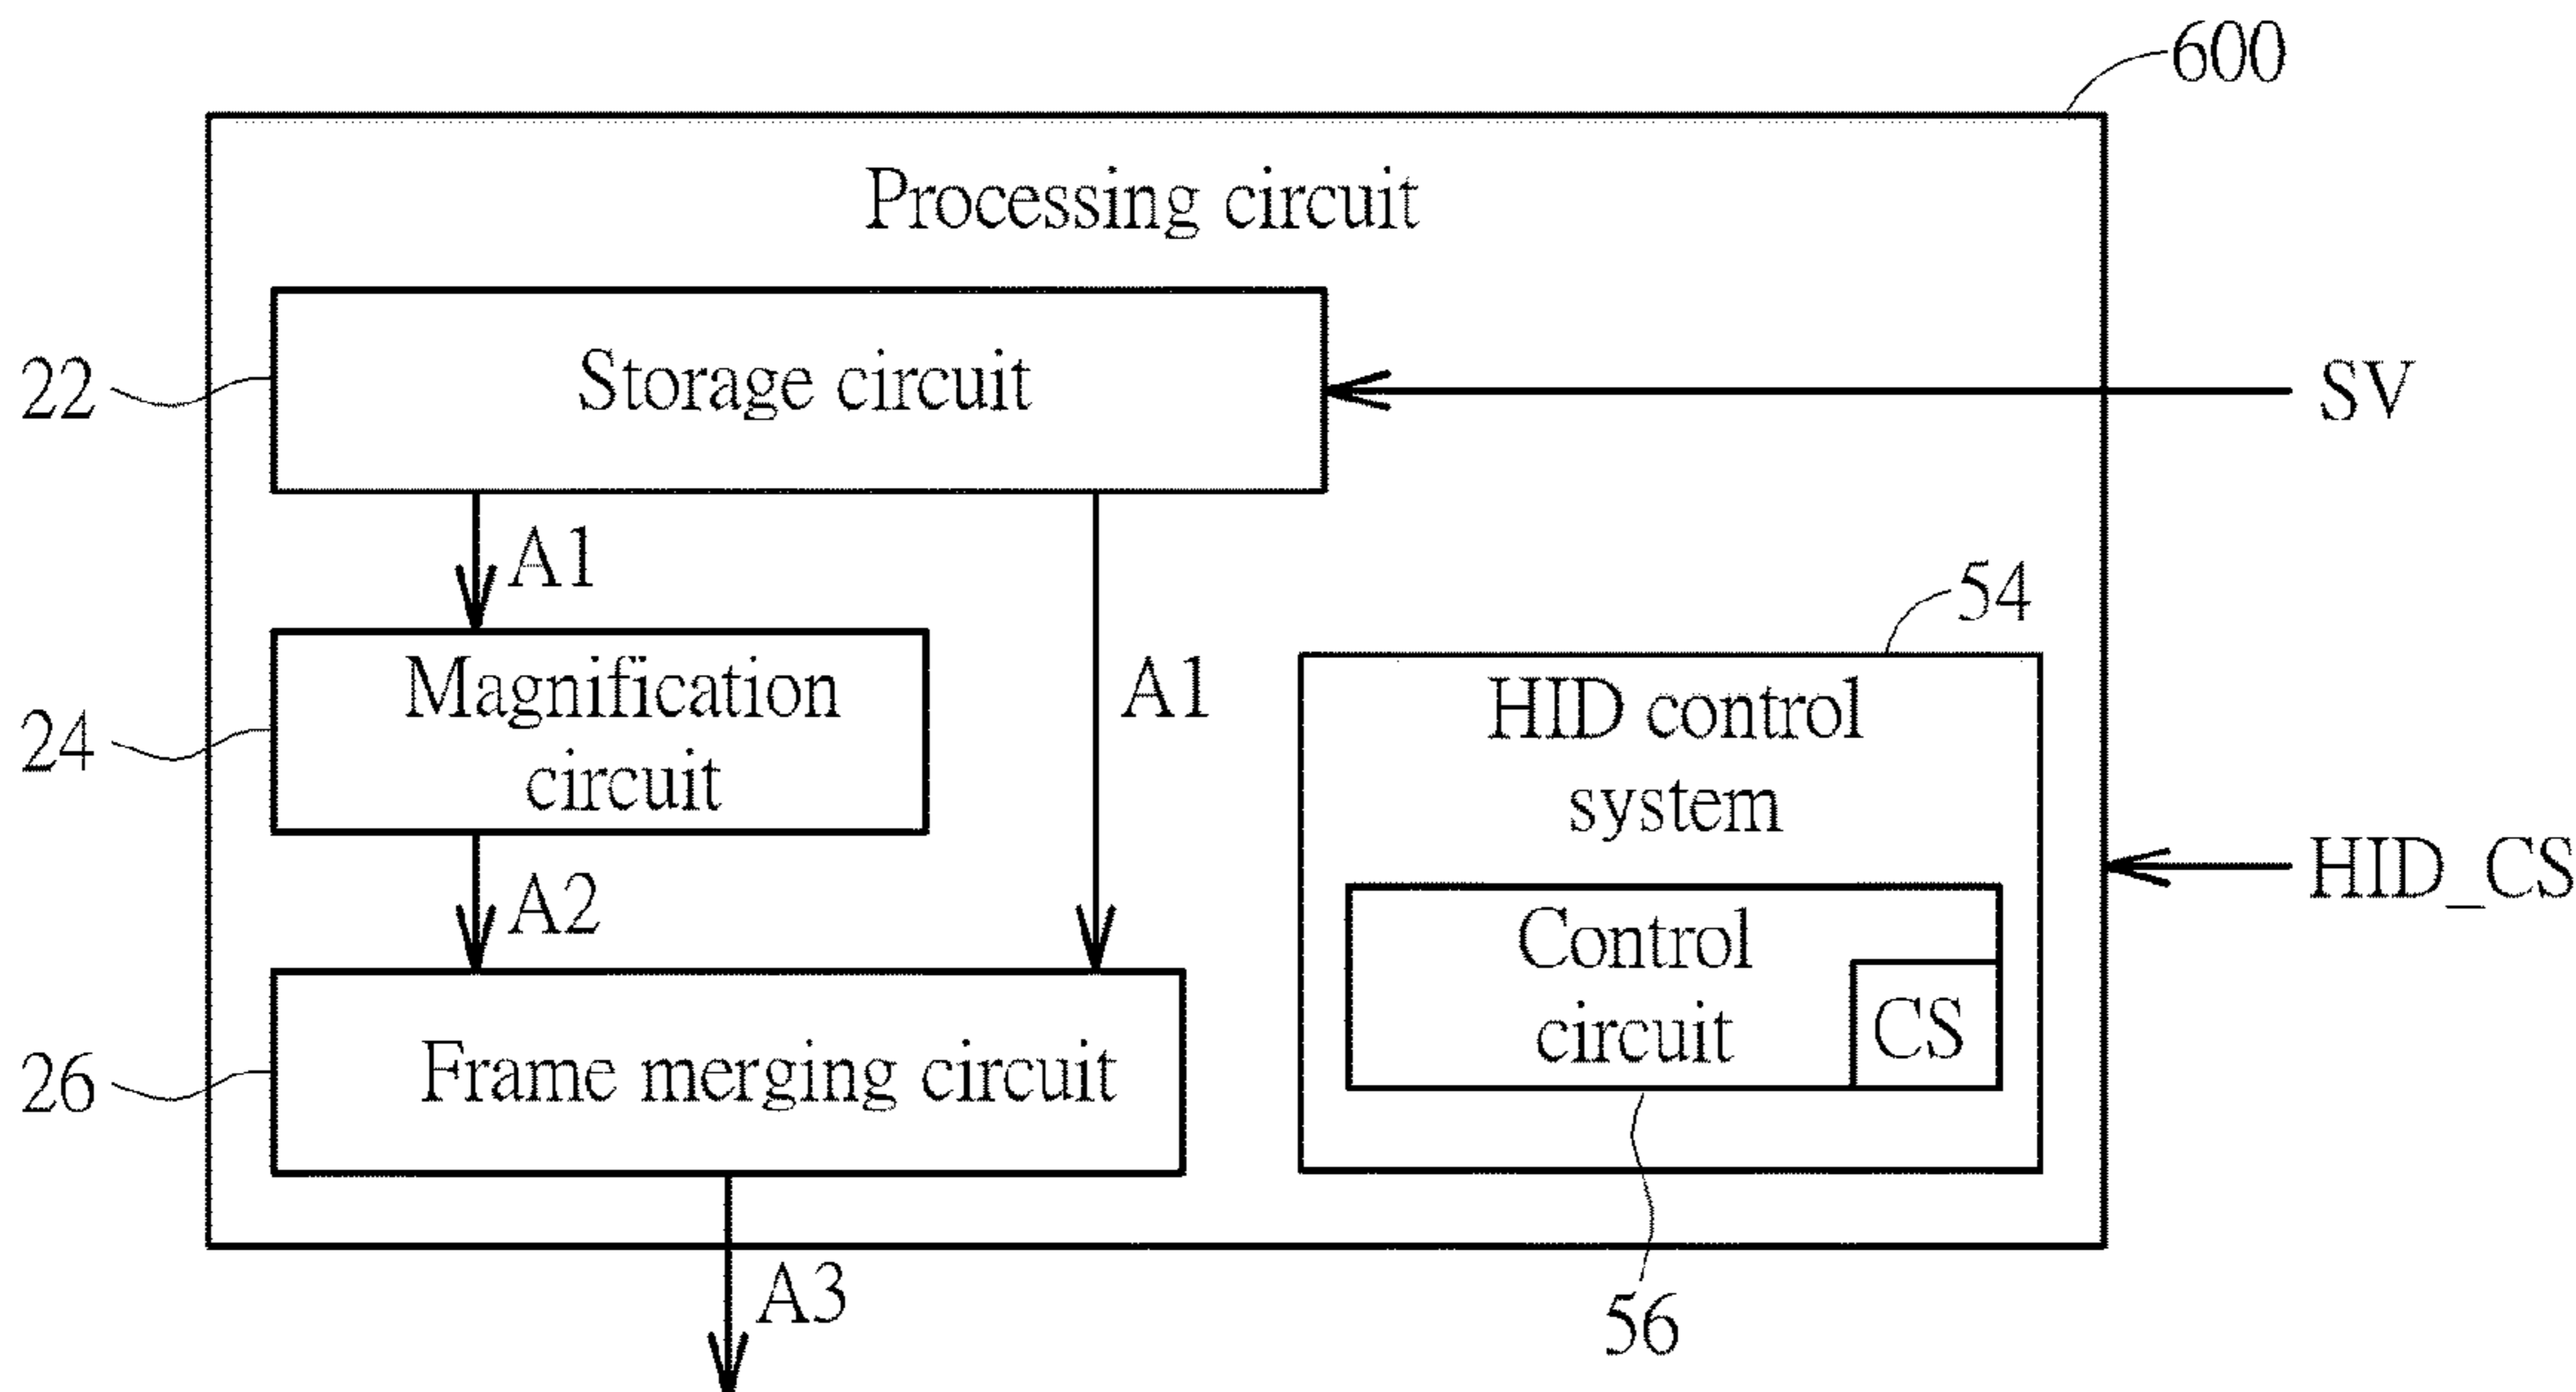 600
Processing circuit
22
Storage circuit
SV
A1
54
24
Magnification
circuit
A1
HID control
system
HID_CS
A2
Control
circuit
CS
26
Frame merging circuit
A3
56